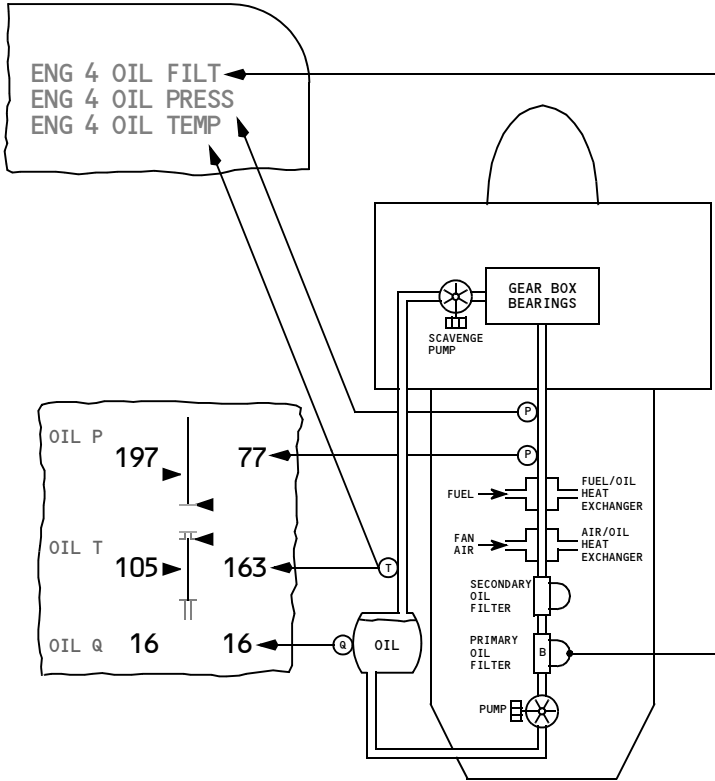 ENG 4 OIL FILT
ENG 4 OIL PRESS
ENG 4 OIL TEMP
GEAR BOX
BEARINGS
SCAVENGE
PUMP
P
OIL P
197
77
P
FUEL
FUEL/OIL
HEAT
EXCHANGER
FAN
AIR
AIR/OIL
HEAT
EXCHANGER
OIL T
105
163
T
SECONDARY
OIL
FILTER
OIL Q
16
16
Q
OIL
PRIMARY
OIL
FILTER
B
PUMP